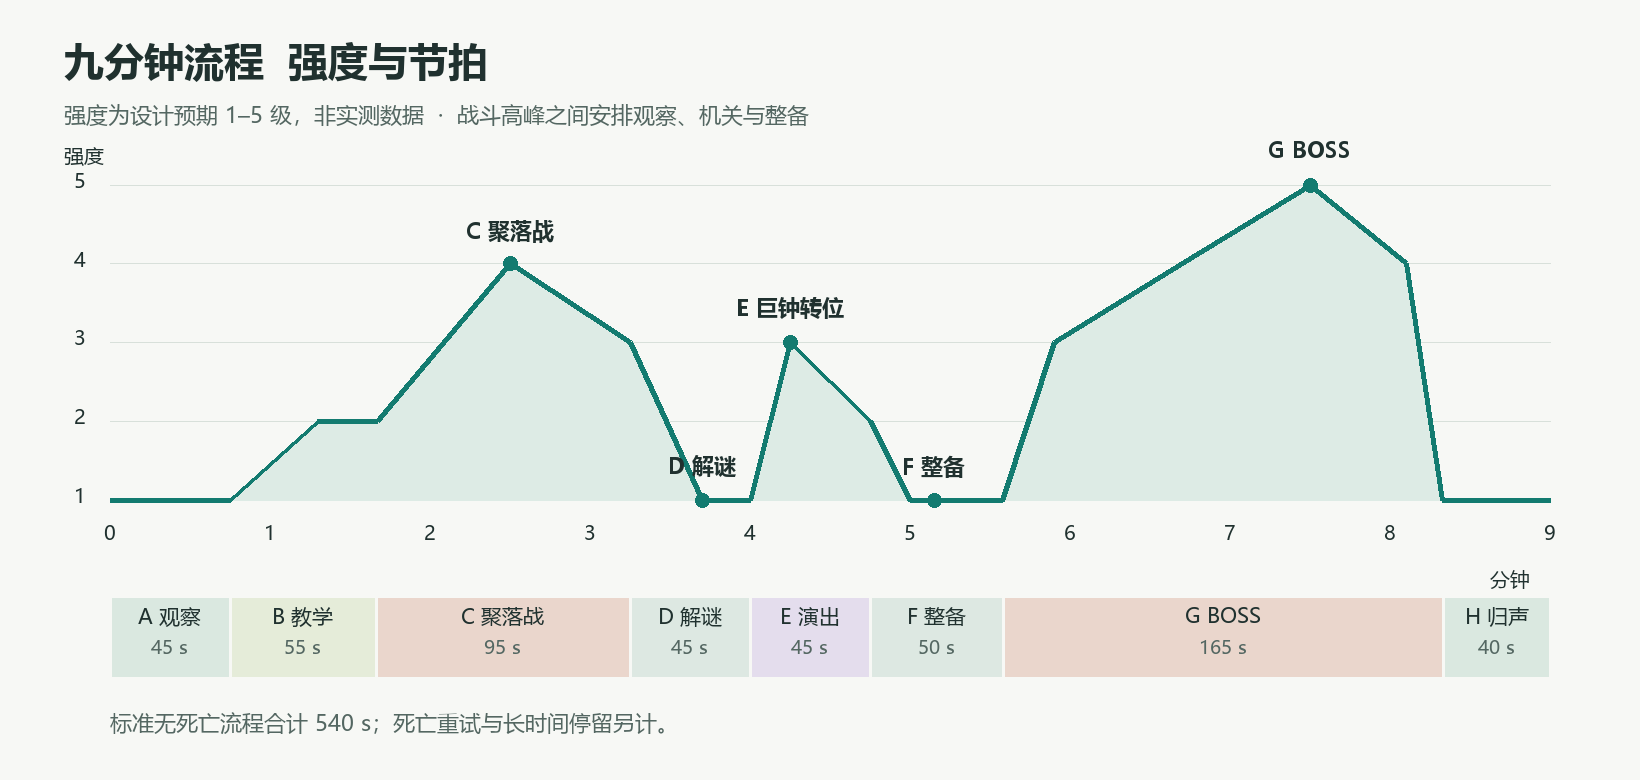 九分钟流程 强度与节拍
强度为设计预期 1–5 级，非实测数据 · 战斗高峰之间安排观察、机关与整备
强度
G BOSS
5
C 聚落战
4
E 巨钟转位
3
2
D 解谜
F 整备
1
0 1 2 3 4 5 6 7 8 9
分钟
A 观察 B 教学 C 聚落战 D 解谜 E 演出 F 整备 G BOSS H 归声
45 s 55 s 95 s 45 s 45 s 50 s 165 s 40 s
标准无死亡流程合计 540 s；死亡重试与长时间停留另计。